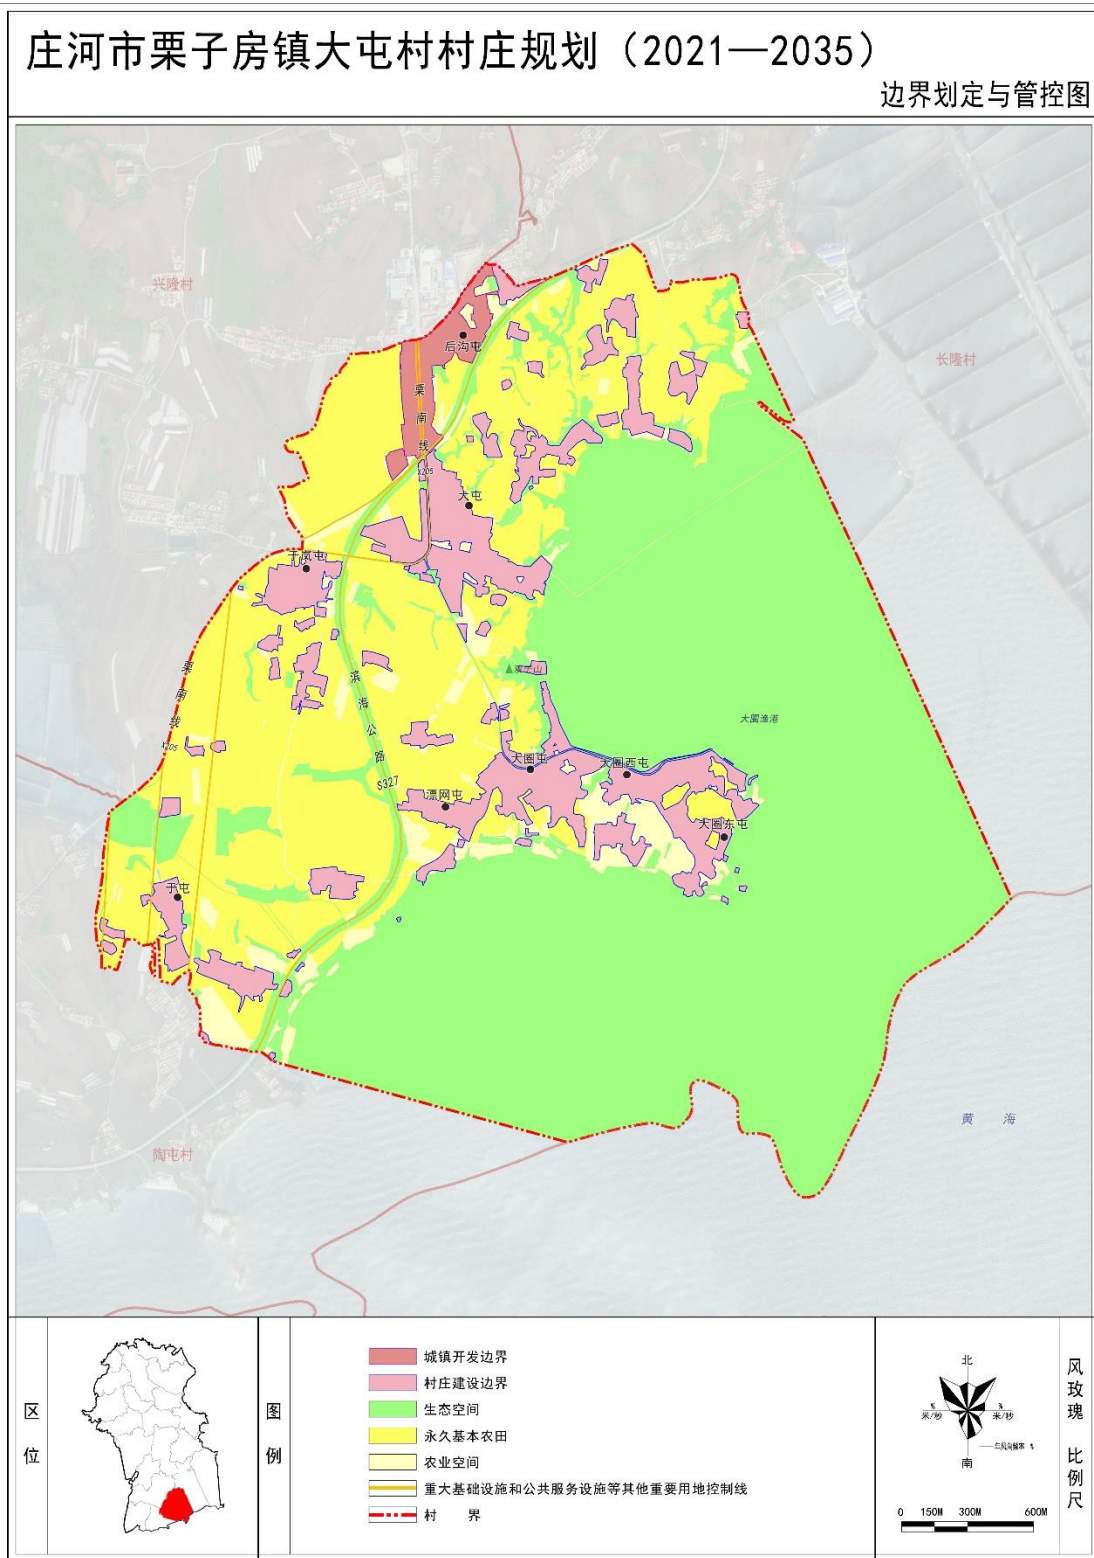 庄河市栗子房镇大屯村村庄规划（2021—2035）
边界划定与管控图
兴隆村
长隆村
后沟屯
栗南线
X205
大屯
于岚屯
栗南线
X205
滨海公路
S327
大圈渔港
大圈屯
大圈西屯
漂网屯
大圈东屯
于屯
黄 海
陶屯村
区位
图例
城镇开发边界
村庄建设边界
生态空间
永久基本农田
农业空间
重大基础设施和公共服务设施等其他重要用地控制线
村 界
北
% %
米/秒 米/秒
南
风玫瑰 比例尺
0 150M 300M 600M